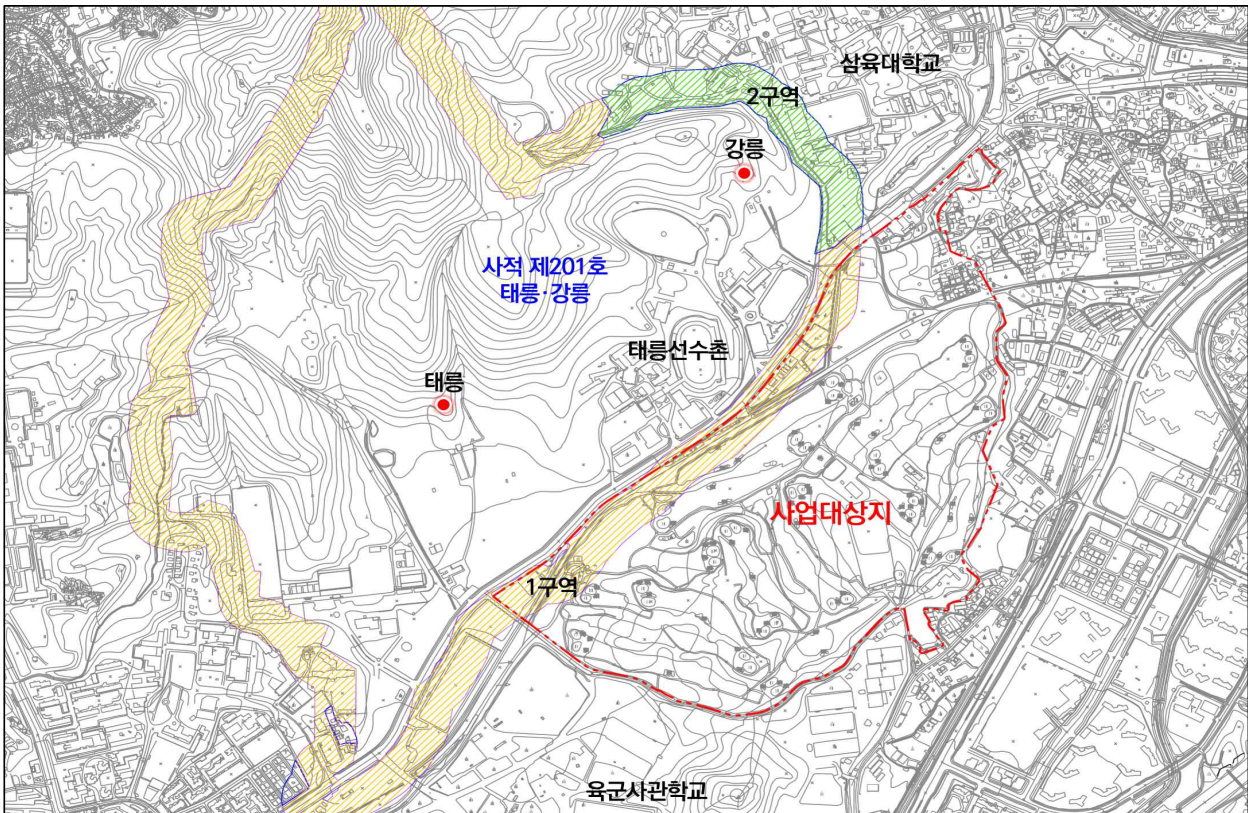 삼육대학교
2구역
강릉
사적 제201호
태릉·강릉
태릉선수촌
태릉
사업대상지
1구역
육군사관학교